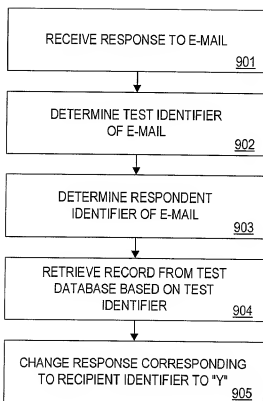 RECEIVE RESPONSE TO E-MAIL
901
DETERMINE TEST IDENTIFIER
OF E-MAIL
902
DETERMINE RESPONDENT
IDENTIFIER OF E-MAIL
903
RETRIEVE RECORD FROM TEST
DATABASE BASED ON TEST
IDENTIFIER
904
CHANGE RESPONSE CORRESPONDING
TO RECIPIENT IDENTIFIER TO "Y"
905